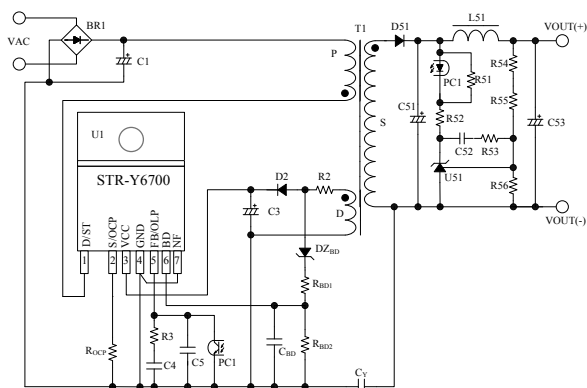 BR1
VAC
C1
T1
P
S
D
D51
L51
VOUT(+)
PC1
R51
R54
R55
C51
R52
C53
C52
R53
U51
R56
VOUT(-)
U1
STR-Y6700
D/ST
S/OCP
VCC
GND
FB/OLP
BD
NF
1
2
3
4
5
6
7
D2
R2
C3
DZBD
RBD1
RBD2
CBD
ROCP
R3
C4
C5
PC1
CY